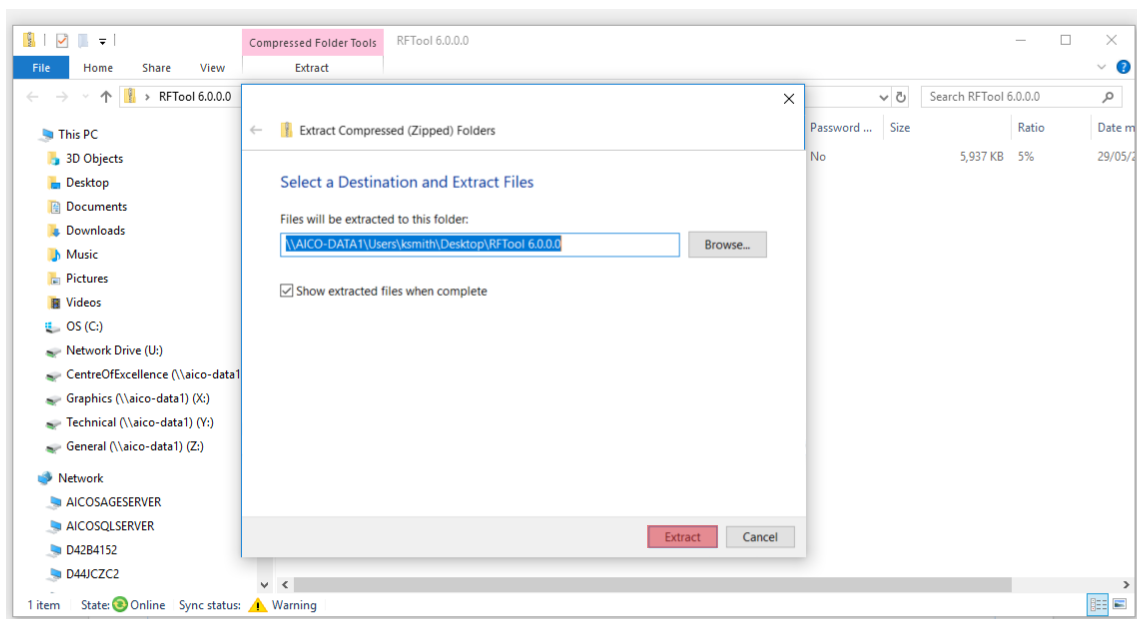 Compressed Folder Tools
RFTool 6.0.0.0
File
Home
Share
View
Extract
RFTool 6.0.0.0
Search RFTool 6.0.0.0
Extract Compressed (Zipped) Folders
Password ...
Size
Ratio
Date m
No
5,937 KB
5%
29/05/2
Select a Destination and Extract Files
Files will be extracted to this folder:
\\AICO-DATA1\Users\ksmith\Desktop\RFTool 6.0.0.0
Browse...
Show extracted files when complete
This PC
3D Objects
Desktop
Documents
Downloads
Music
Pictures
Videos
OS (C:)
Network Drive (U:)
CentreOfExcellence (\\aico-data1
Graphics (\\aico-data1) (X:)
Technical (\\aico-data1) (Y:)
General (\\aico-data1) (Z:)
Network
AICOSAGESERVER
AICOSQLSERVER
D42B4152
D44JCZC2
Extract
Cancel
1 item
State:
Online
Sync status:
Warning